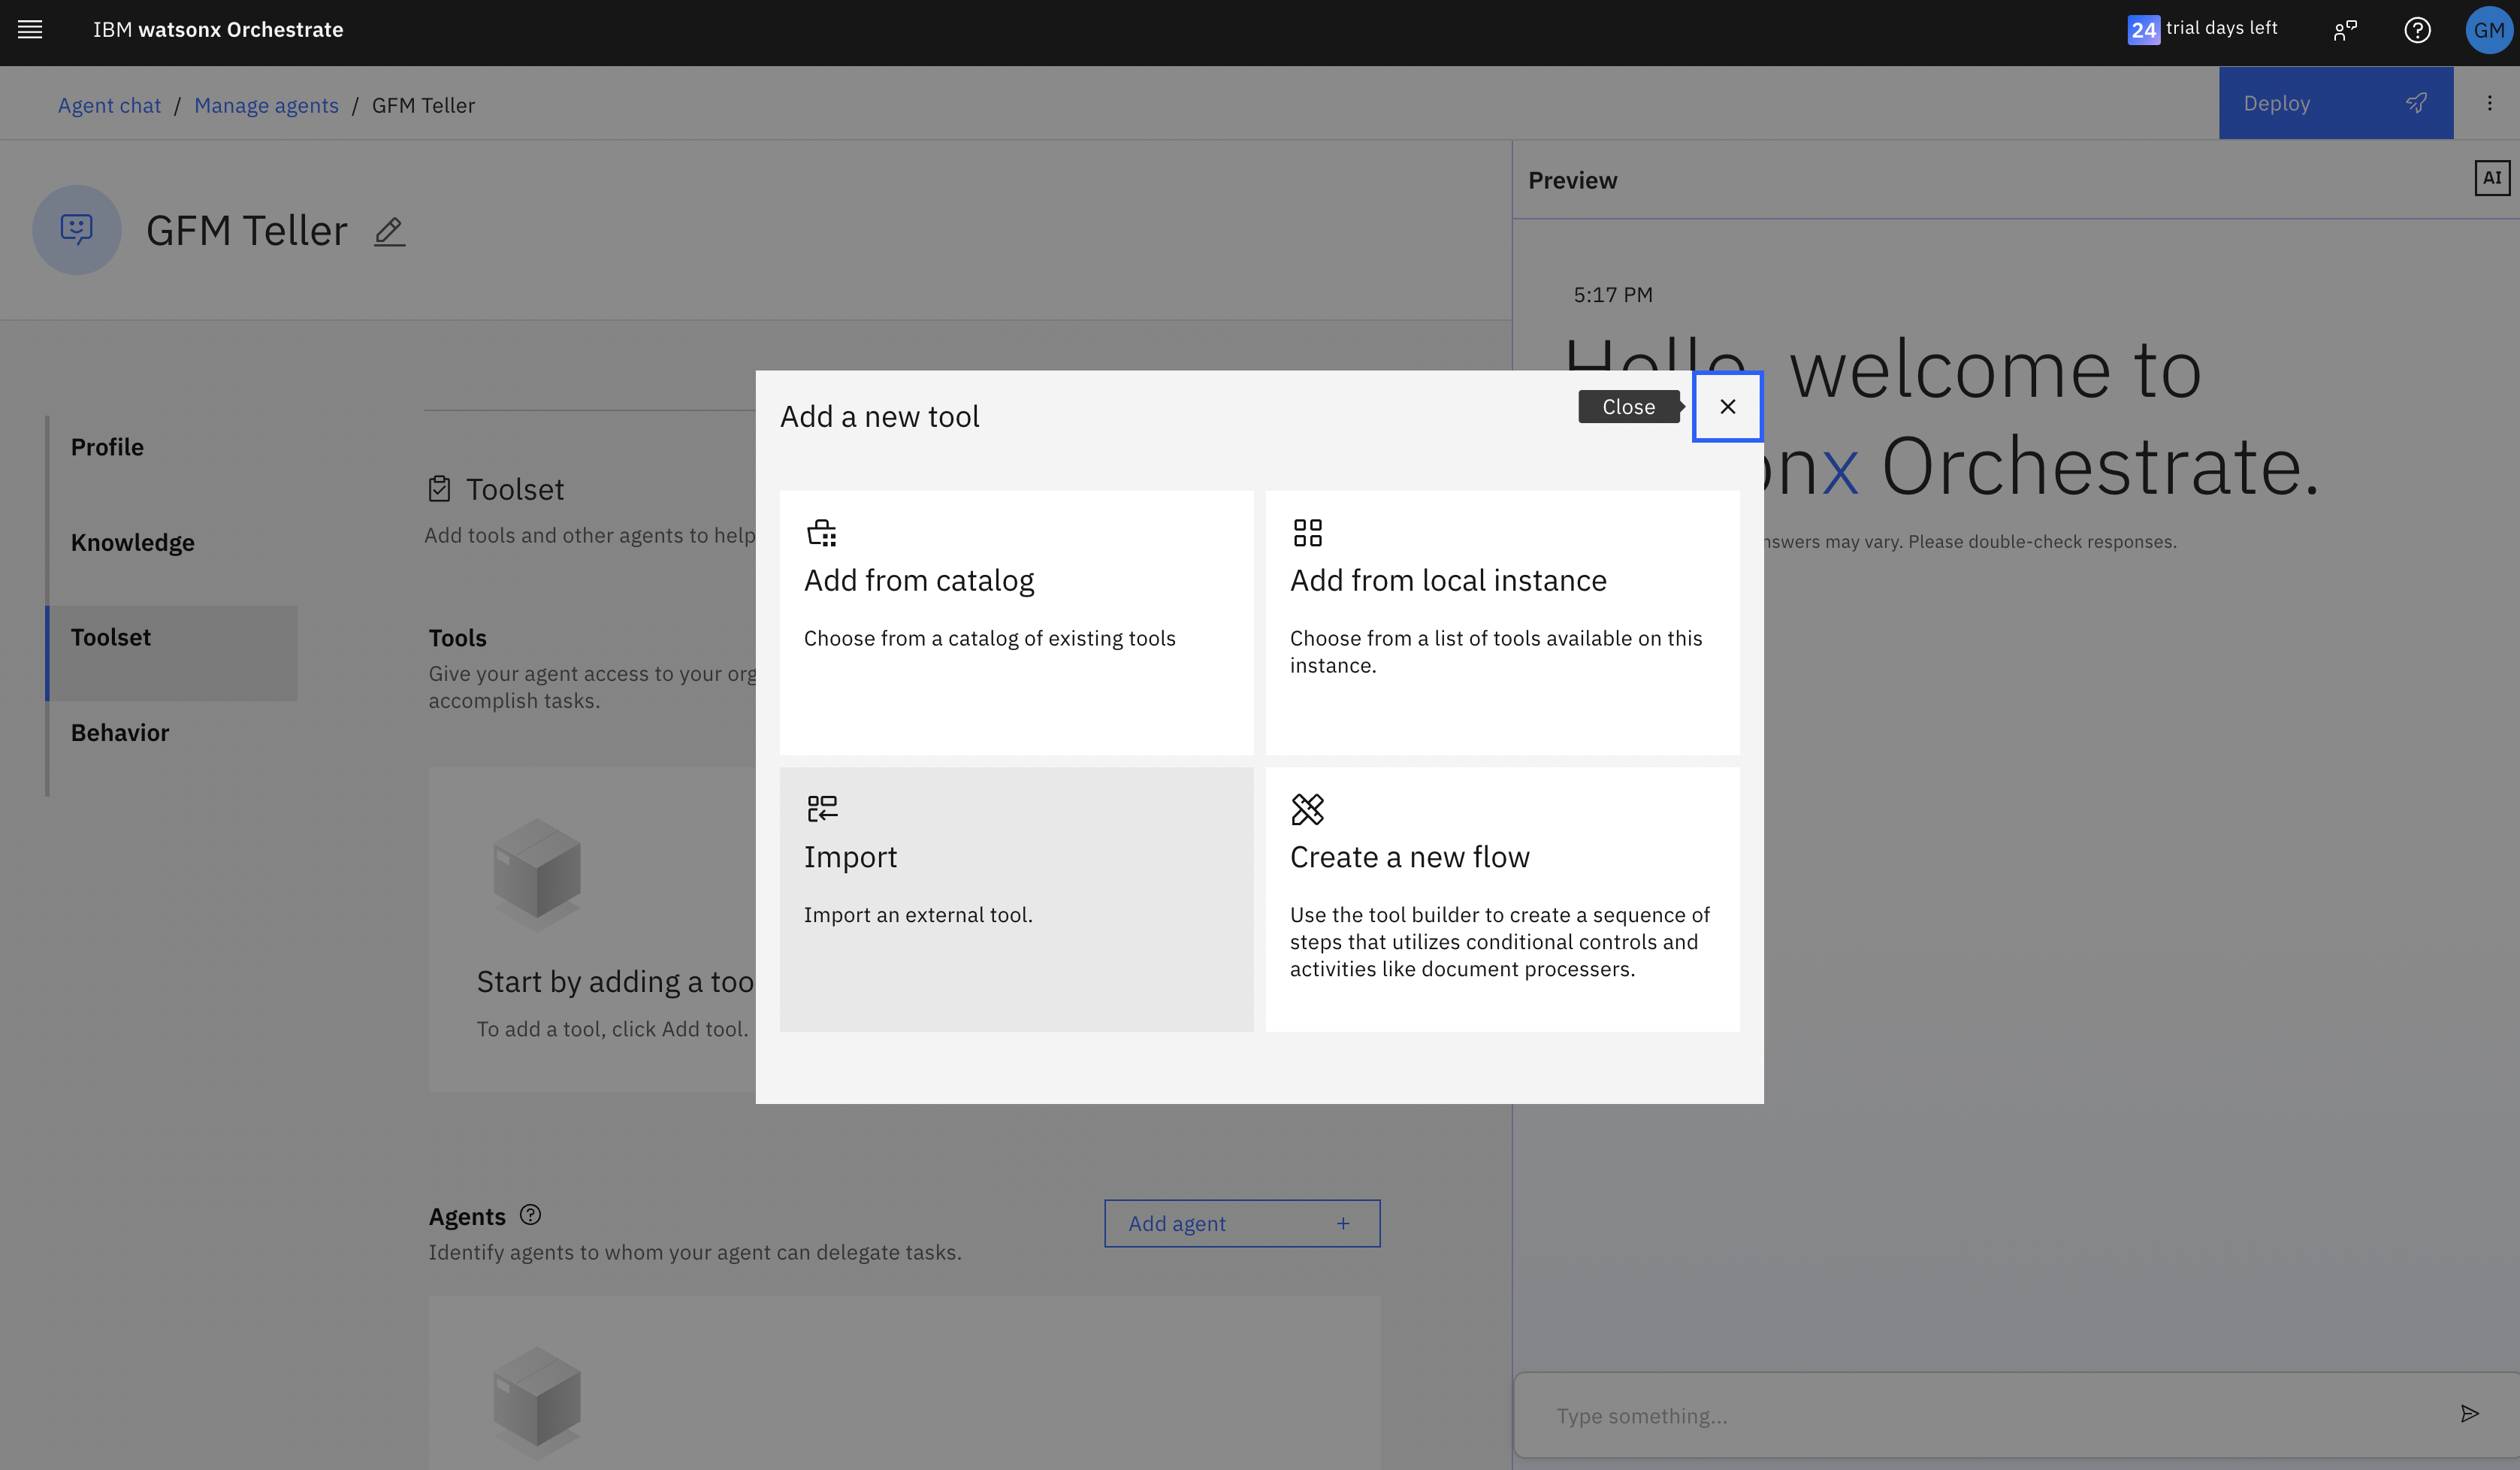 IBM watsonx Orchestrate
24 trial days left
GM
Agent chat / Manage agents / GFM Teller
Deploy
GFM Teller
Profile
Knowledge
Toolset
Behavior
Toolset
Add tools and other agents to help
Tools
Give your agent access to your org
accomplish tasks.
Start by adding a too
To add a tool, click Add tool.
Agents
Identify agents to whom your agent can delegate tasks.
Add agent +
Add a new tool
Close
Add from catalog
Choose from a catalog of existing tools
Add from local instance
Choose from a list of tools available on this
instance.
Import
Import an external tool.
Create a new flow
Use the tool builder to create a sequence of
steps that utilizes conditional controls and
activities like document processers.
Preview
AI
5:17 PM
Hello, welcome to
onx Orchestrate.
nswers may vary. Please double-check responses.
Type something...